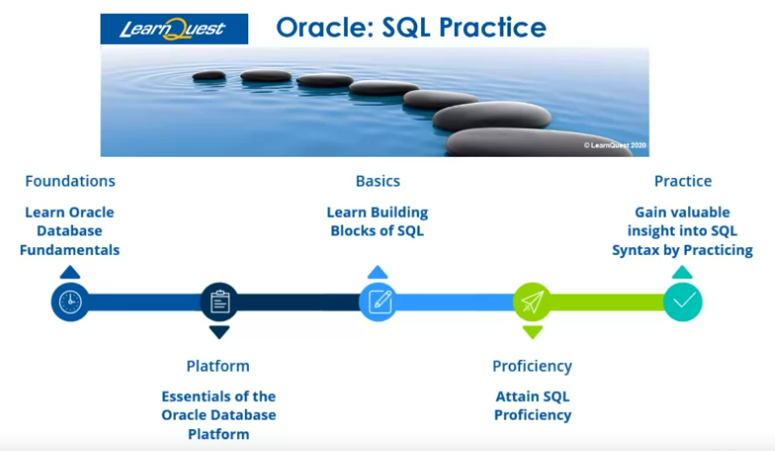 LearnQuest
Oracle: SQL Practice
© LearnQuest 2020
Foundations
Learn Oracle
Database
Fundamentals
Basics
Learn Building
Blocks of SQL
Practice
Gain valuable
insight into SQL
Syntax by Practicing
Platform
Essentials of the
Oracle Database
Platform
Proficiency
Attain SQL
Proficiency